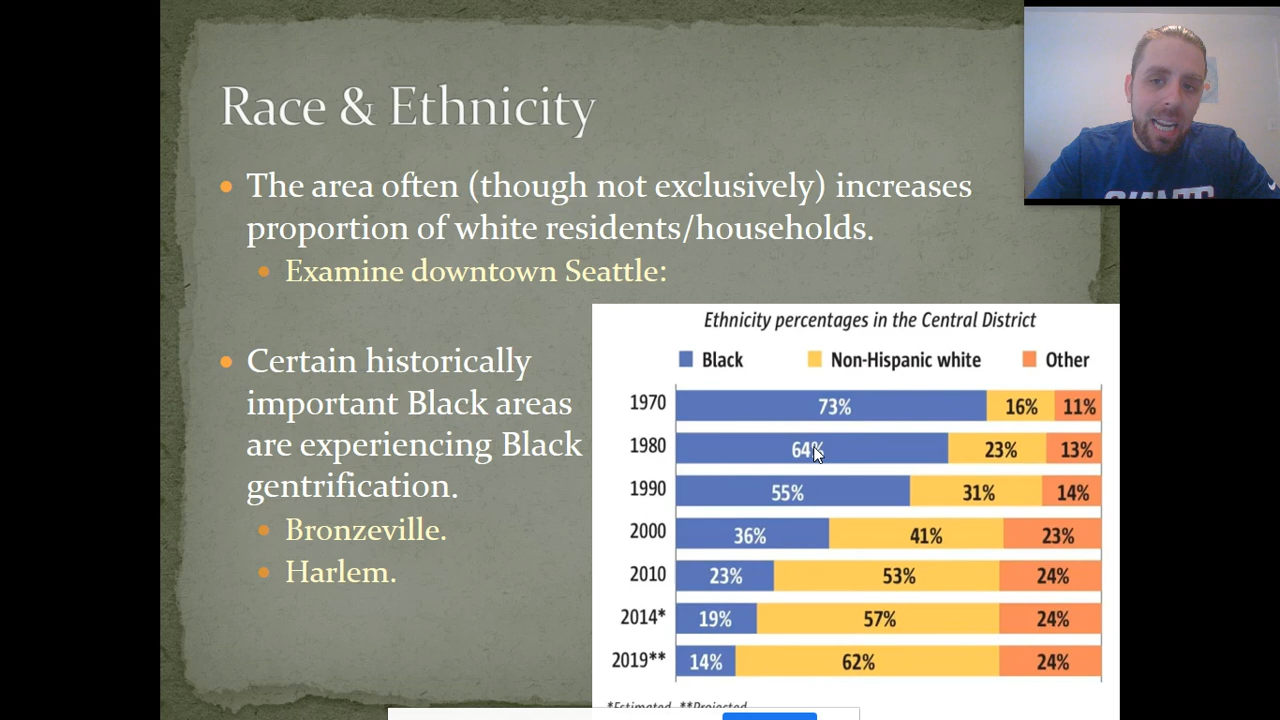 Race & Ethnicity
The area often (though not exclusively) increases
proportion of white residents/households.
Examine downtown Seattle:
Certain historically
important Black areas
are experiencing Black
gentrification.
Bronzeville.
Harlem.
Ethnicity percentages in the Central District
Black Non-Hispanic white Other
1970 73% 16% 11%
1980 64% 23% 13%
1990 55% 31% 14%
2000 36% 41% 23%
2010 23% 53% 24%
2014* 19% 57% 24%
2019** 14% 62% 24%
*Estimated **Projected
GIANTS